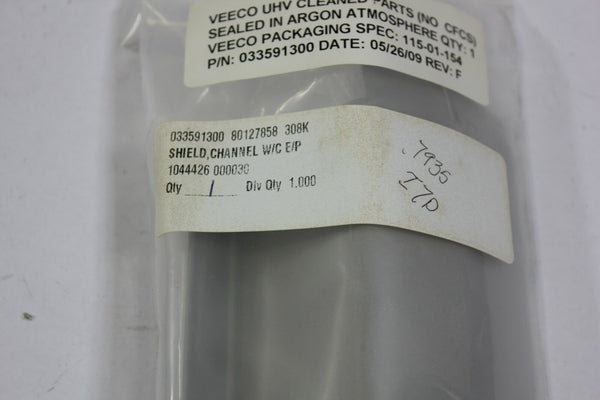 VEECO UHV CLEANED PARTS (NO CFCS)
SEALED IN ARGON ATMOSPHERE QTY: 1
VEECO PACKAGING SPEC: 115-01-154
P/N: 033591300 DATE: 05/26/09 REV: F
033591300 80127858 308K
SHIELD,CHANNEL W/C E/P
1044426 000030
Qty 1 Div Qty 1.000
.7935
I7D